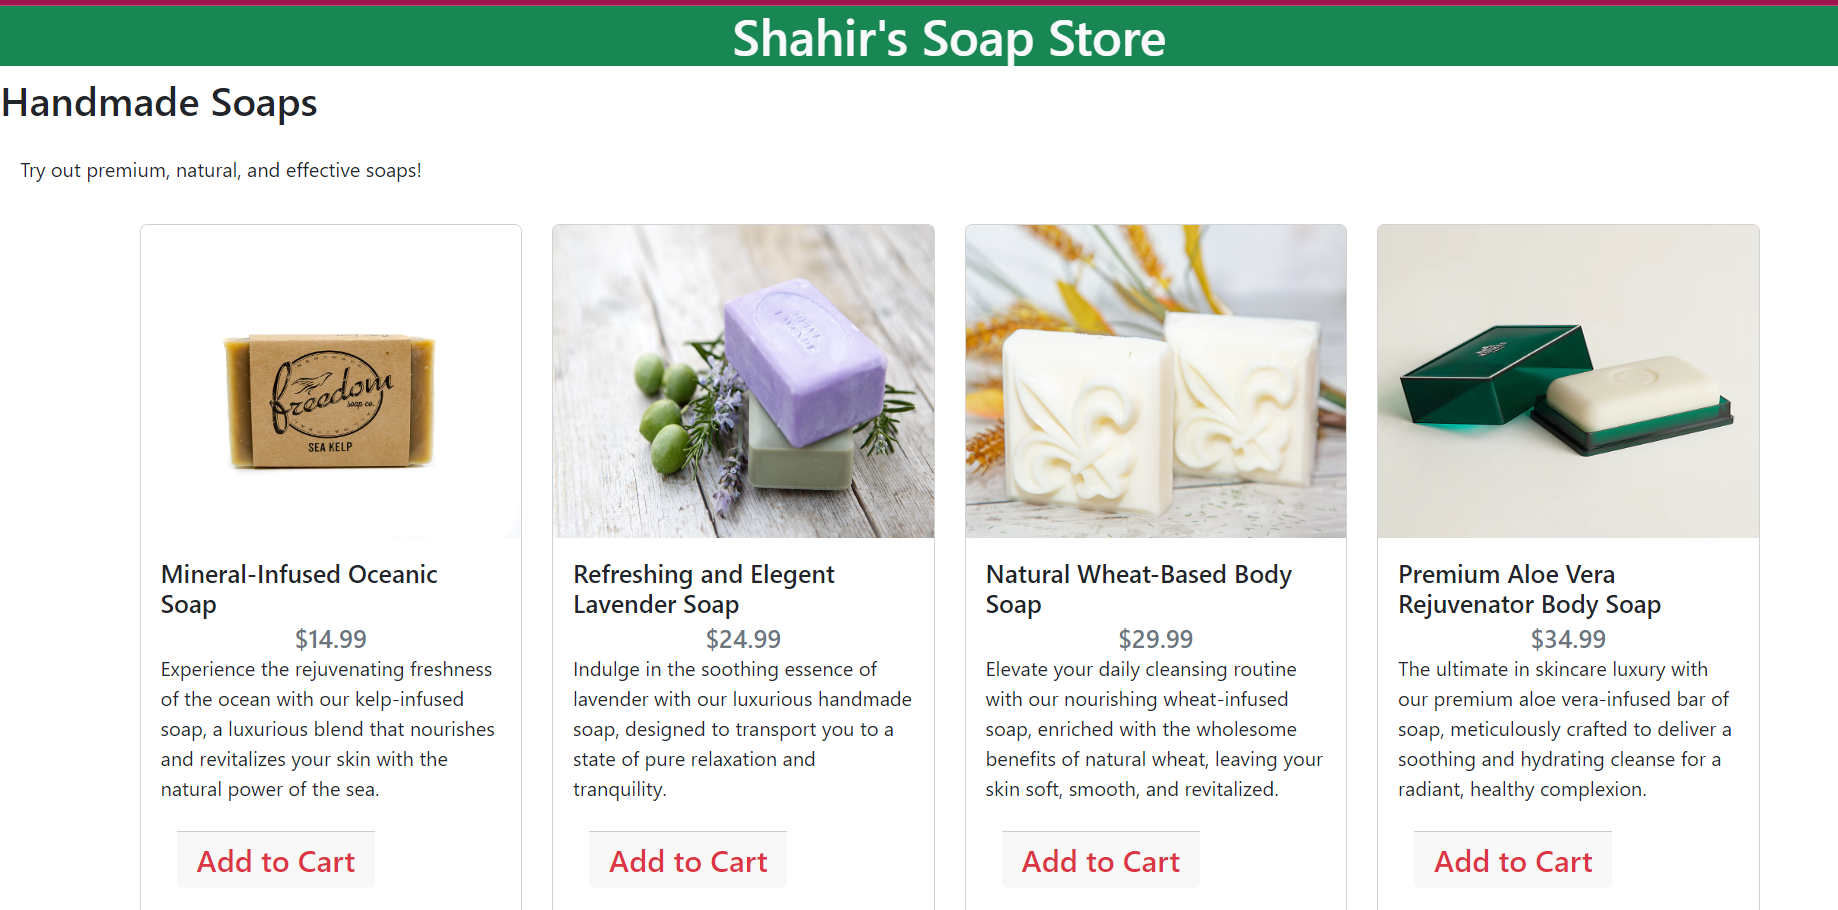 Shahir's Soap Store
Handmade Soaps
Try out premium, natural, and effective soaps!
freedom
soap co.
SEA KELP
Mineral-Infused Oceanic
Soap
$14.99
Experience the rejuvenating freshness
of the ocean with our kelp-infused
soap, a luxurious blend that nourishes
and revitalizes your skin with the
natural power of the sea.
Add to Cart
Refreshing and Elegent
Lavender Soap
$24.99
Indulge in the soothing essence of
lavender with our luxurious handmade
soap, designed to transport you to a
state of pure relaxation and
tranquility.
Add to Cart
Natural Wheat-Based Body
Soap
$29.99
Elevate your daily cleansing routine
with our nourishing wheat-infused
soap, enriched with the wholesome
benefits of natural wheat, leaving your
skin soft, smooth, and revitalized.
Add to Cart
Premium Aloe Vera
Rejuvenator Body Soap
$34.99
The ultimate in skincare luxury with
our premium aloe vera-infused bar of
soap, meticulously crafted to deliver a
soothing and hydrating cleanse for a
radiant, healthy complexion.
Add to Cart